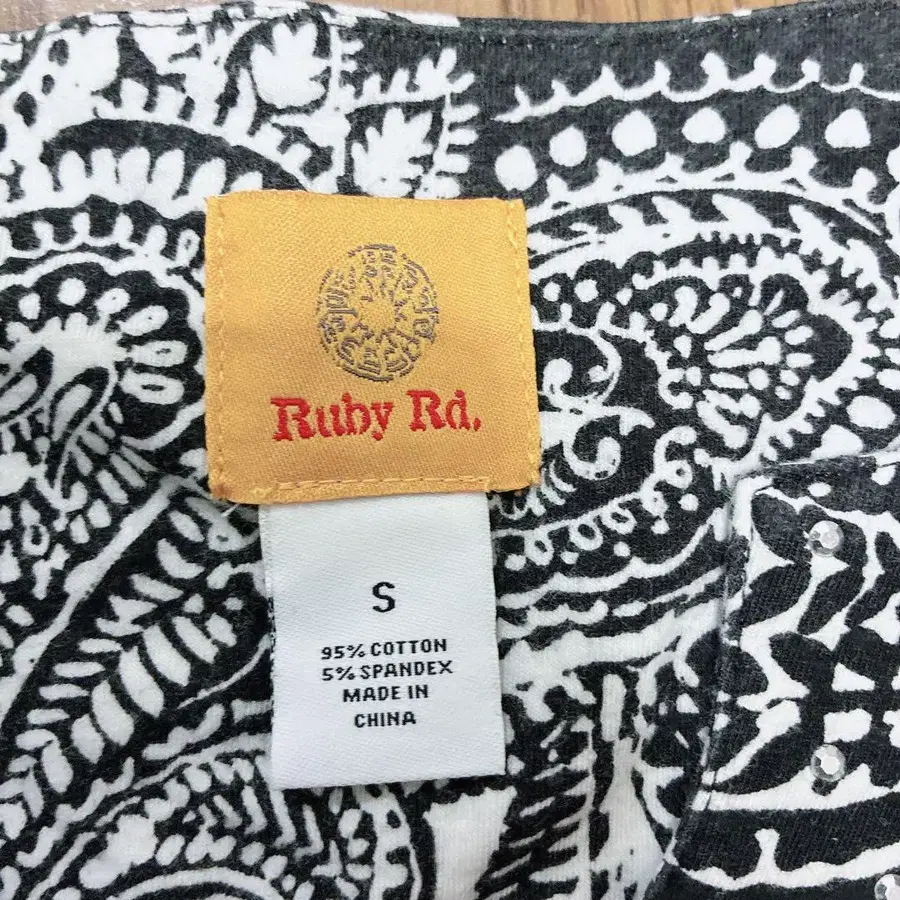 Ruby Rd.
S
95% COTTON
5% SPANDEX
MADE IN
CHINA